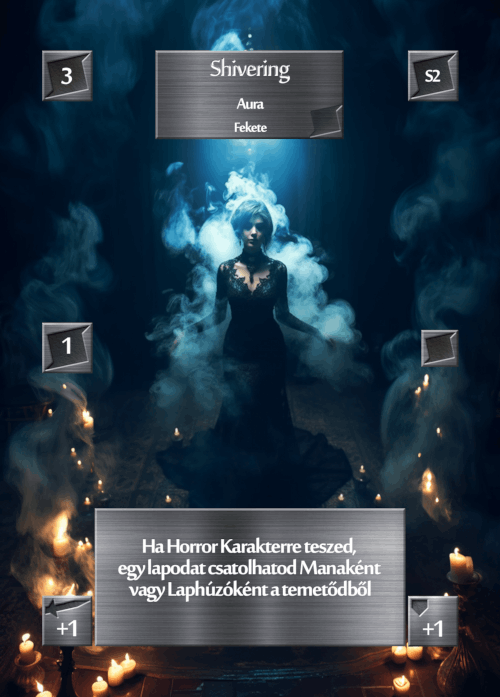 3
Shivering
S2
Aura
Fekete
1
Ha Horror Karakterre teszed,
egy lapodat csatolhatod Manaként
vagy Laphúzóként a temetődből
+1
+1